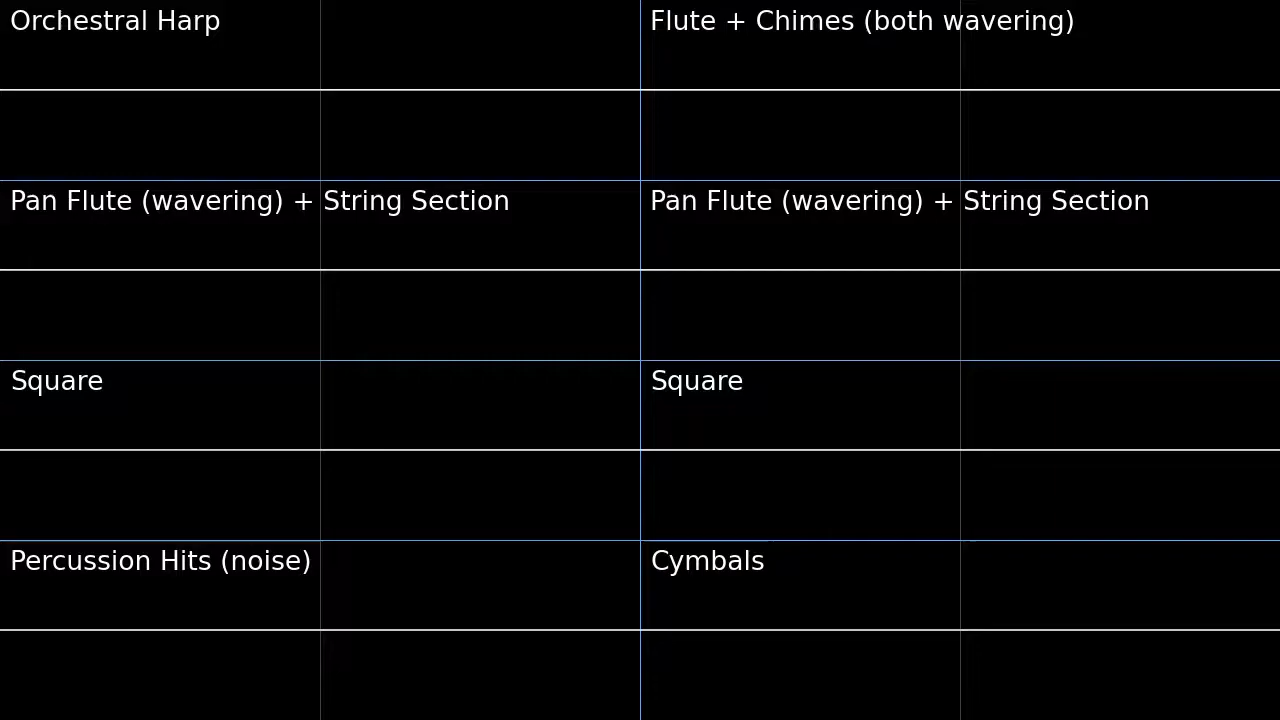 Orchestral Harp
Flute + Chimes (both wavering)
Pan Flute (wavering) + String Section
Pan Flute (wavering) + String Section
Square
Square
Percussion Hits (noise)
Cymbals